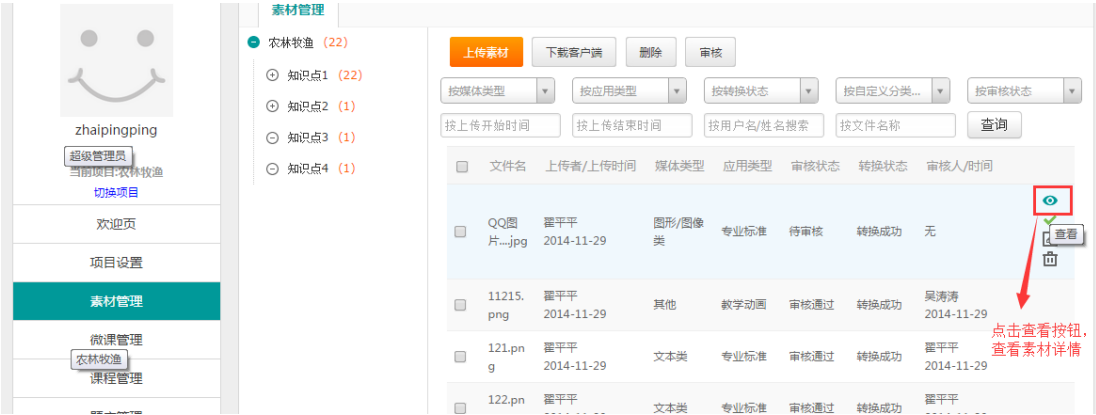 素材管理
zhaipingping
超级管理员
当前项目:农林牧渔
切换项目
欢迎页
项目设置
素材管理
微课管理
农林牧渔
课程管理
农林牧渔 (22)
知识点1 (22)
知识点2 (1)
知识点3 (1)
知识点4 (1)
上传素材 下载客户端 删除 审核
按媒体类型 按应用类型 按转换状态 按自定义分类... 按审核状态
按上传开始时间 按上传结束时间 按用户名/姓名搜索 按文件名称 查询
文件名 上传者/上传时间 媒体类型 应用类型 审核状态 转换状态 审核人/时间
QQ图 翟平平 图形/图像
片....jpg 2014-11-29 类 专业标准 待审核 转换成功 无
查看
11215. 翟平平 其他 教学动画 审核通过 转换成功 吴涛涛
png 2014-11-29 2014-11-29
点击查看按钮，
查看素材详情
121.pn 翟平平 文本类 专业标准 审核通过 转换成功 翟平平
g 2014-11-29 2014-11-29
122.pn 翟平平 文本类 专业标准 审核通过 转换成功 翟平平